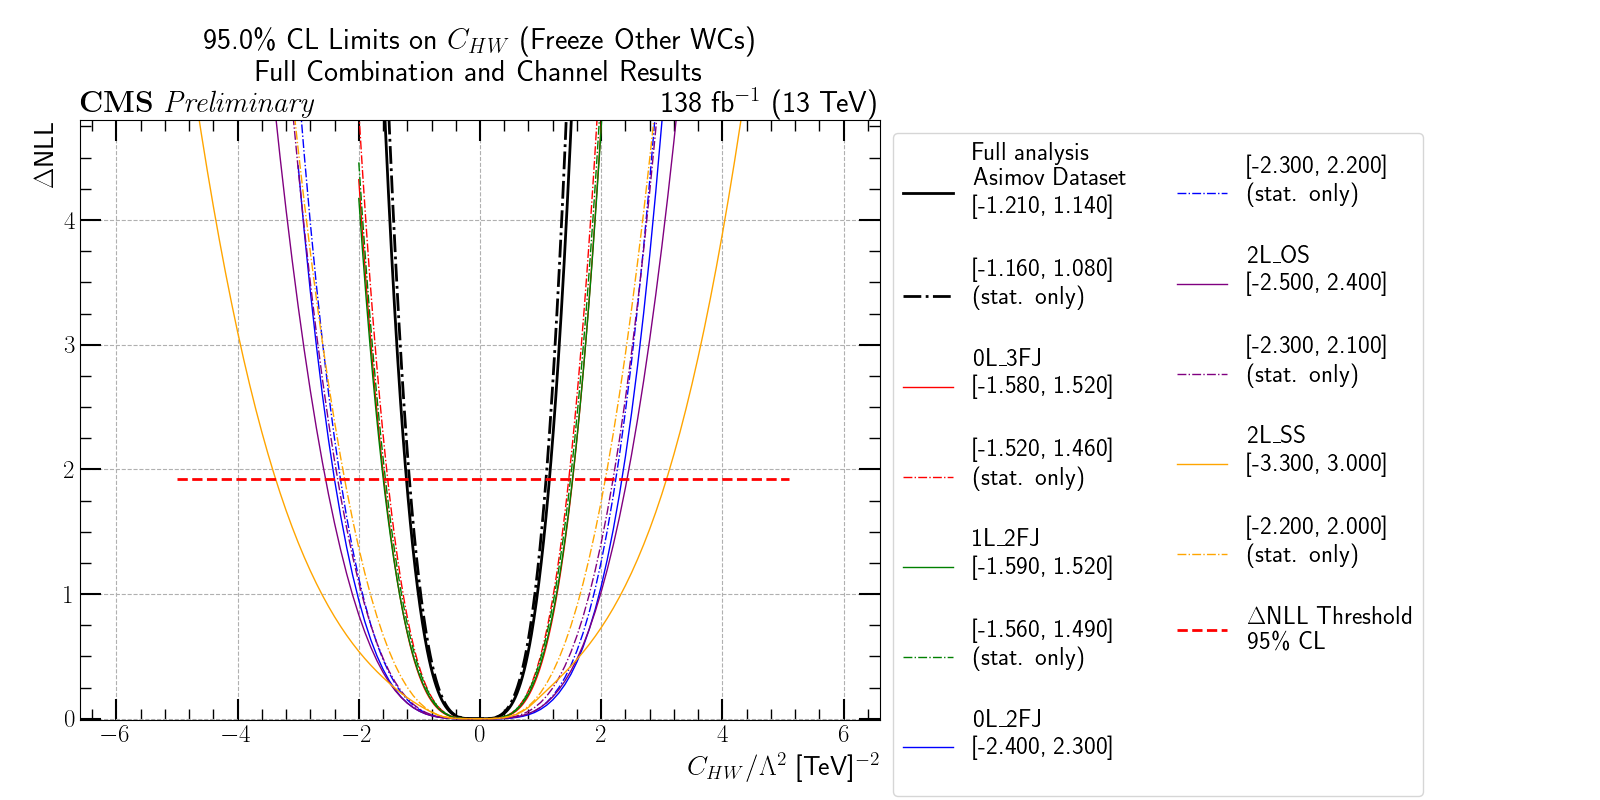 95.0% CL Limits on C_{HW} (Freeze Other WCs)
Full Combination and Channel Results
CMS Preliminary 138 fb^{-1} (13 TeV)
ΔNLL
4
3
2
1
0
−6 −4 −2 0 2 4 6
C_{HW}/Λ^2 [TeV]^{-2}
Full analysis
Asimov Dataset
[-1.210, 1.140]
[-1.160, 1.080]
(stat. only)
0L_3FJ
[-1.580, 1.520]
[-1.520, 1.460]
(stat. only)
1L_2FJ
[-1.590, 1.520]
[-1.560, 1.490]
(stat. only)
0L_2FJ
[-2.400, 2.300]
[-2.300, 2.200]
(stat. only)
2L_OS
[-2.500, 2.400]
[-2.300, 2.100]
(stat. only)
2L_SS
[-3.300, 3.000]
[-2.200, 2.000]
(stat. only)
ΔNLL Threshold
95% CL